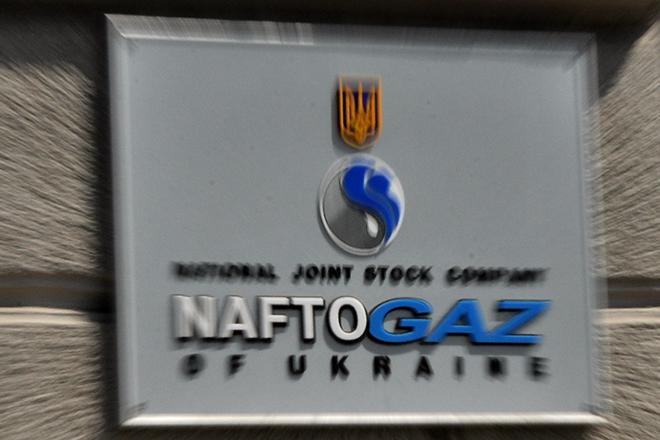 NATIONAL JOINT STOCK COMPANY
NAFTOGAZ
OF UKRAINE